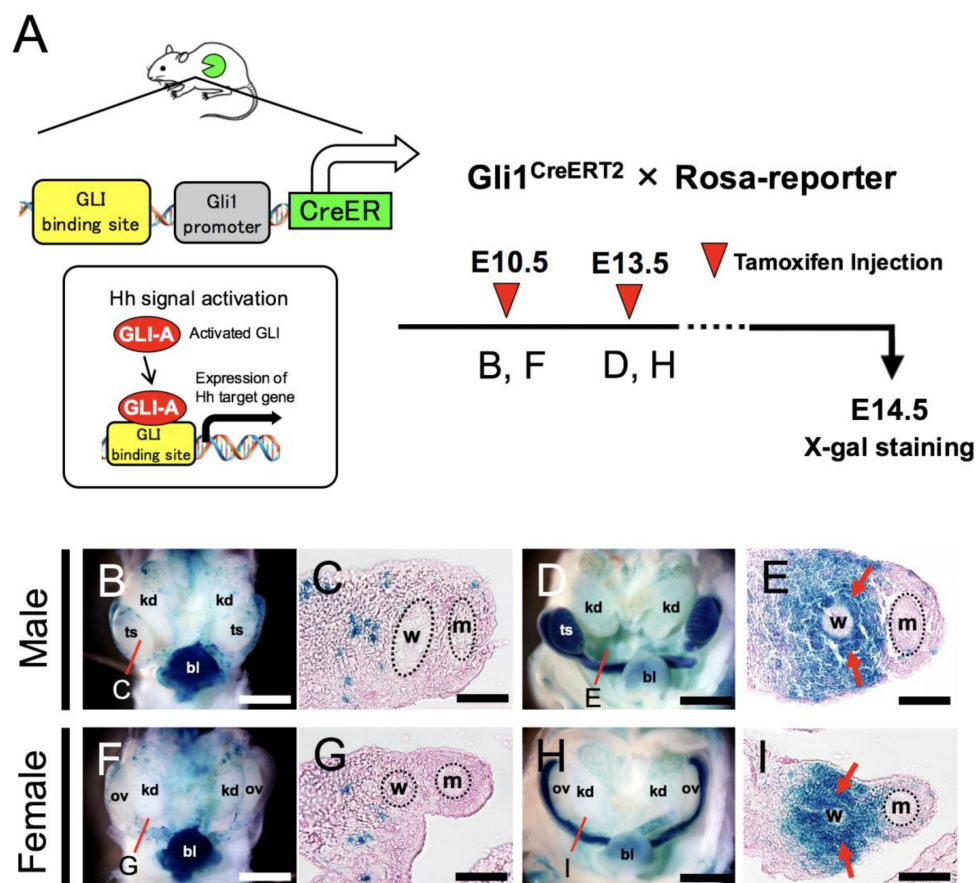 A
GLI
binding site
Gli1
promoter
CreER
Hh signal activation
GLI-A
Activated GLI
Expression of
Hh target gene
GLI-A
GLI
binding site
Gli1CreERT2 × Rosa-reporter
E10.5
E13.5
Tamoxifen Injection
B, F
D, H
E14.5
X-gal staining
Male
B
kd
kd
ts
ts
bl
C
C
w
m
D
kd
kd
ts
bl
E
E
w
m
Female
F
ov
kd
kd
ov
bl
G
G
w
m
H
ov
kd
kd
ov
bl
I
I
w
m